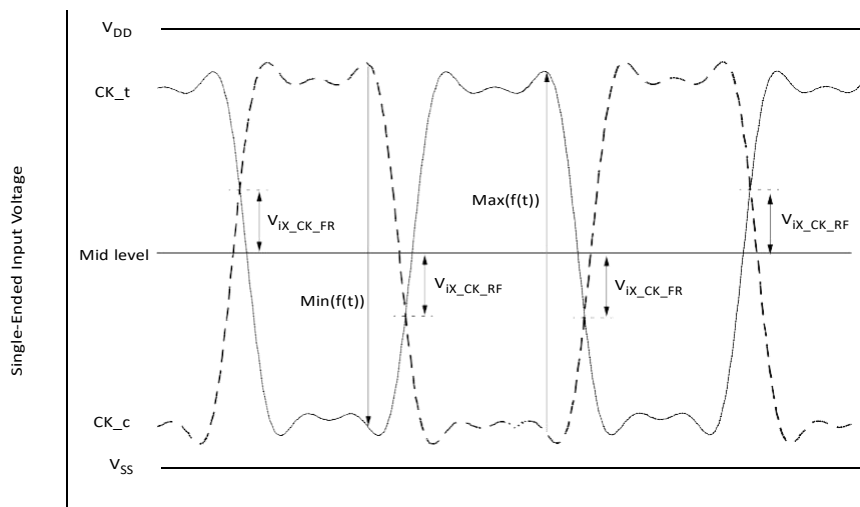 V_DD
CK_t
Single-Ended Input Voltage
Max(f(t))
V_iX_CK_FR
V_iX_CK_RF
Mid level
Min(f(t))
V_iX_CK_RF
V_iX_CK_FR
CK_c
V_SS